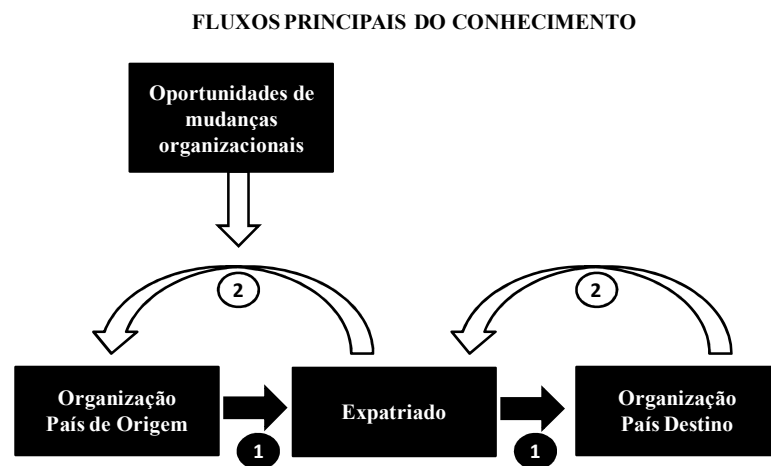 FLUXOS PRINCIPAIS DO CONHECIMENTO
Oportunidades de
mudanças
organizacionais
2
2
Organização
País de Origem
Expatriado
Organização
País Destino
1
1